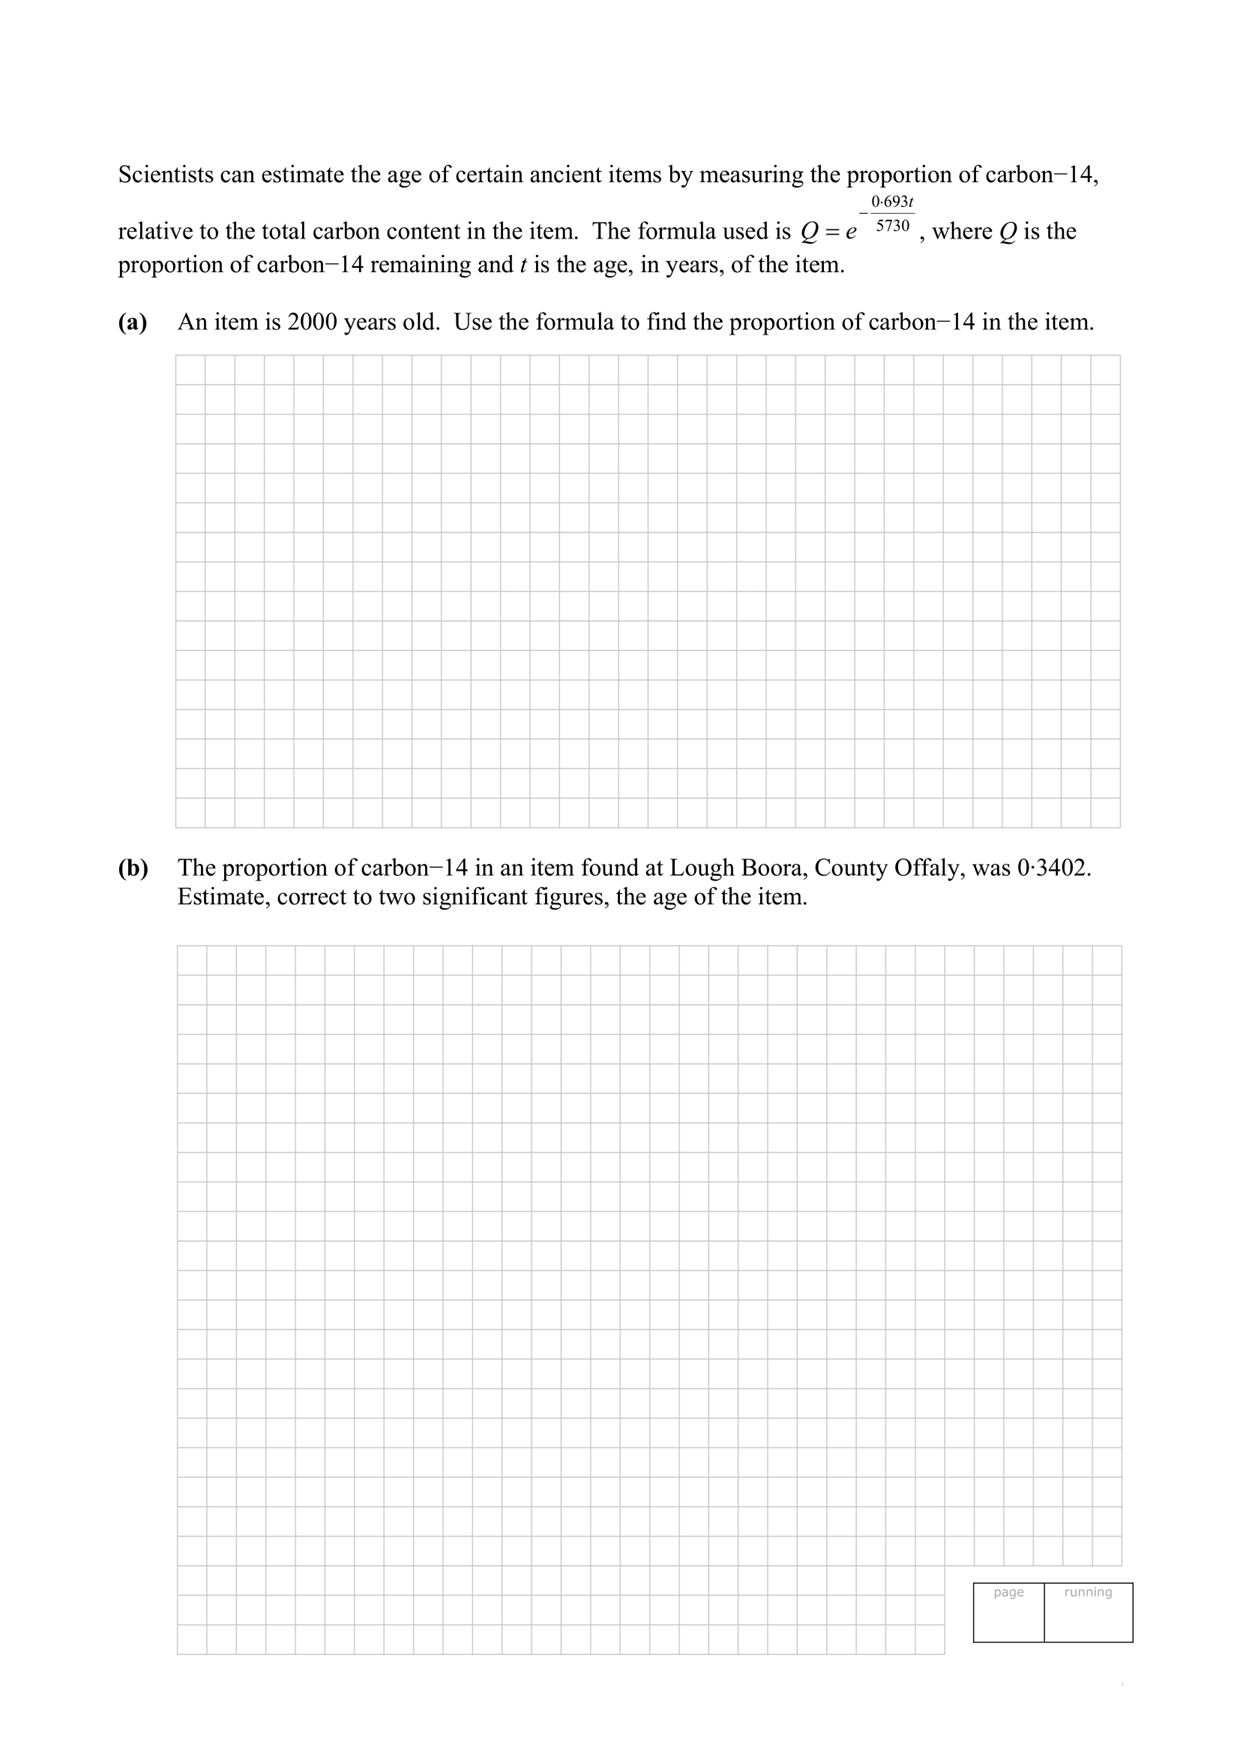 Scientists can estimate the age of certain ancient items by measuring the proportion of carbon−14,
relative to the total carbon content in the item.  The formula used is Q = e^{−\frac{0·693t}{5730}}, where Q is the
proportion of carbon−14 remaining and t is the age, in years, of the item.
(a) An item is 2000 years old.  Use the formula to find the proportion of carbon−14 in the item.
(b) The proportion of carbon−14 in an item found at Lough Boora, County Offaly, was 0·3402.
Estimate, correct to two significant figures, the age of the item.
page running